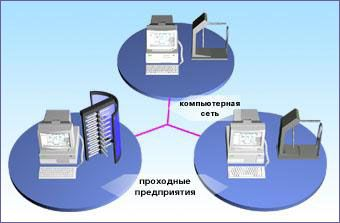 компьютерная
сеть
проходные
предприятия